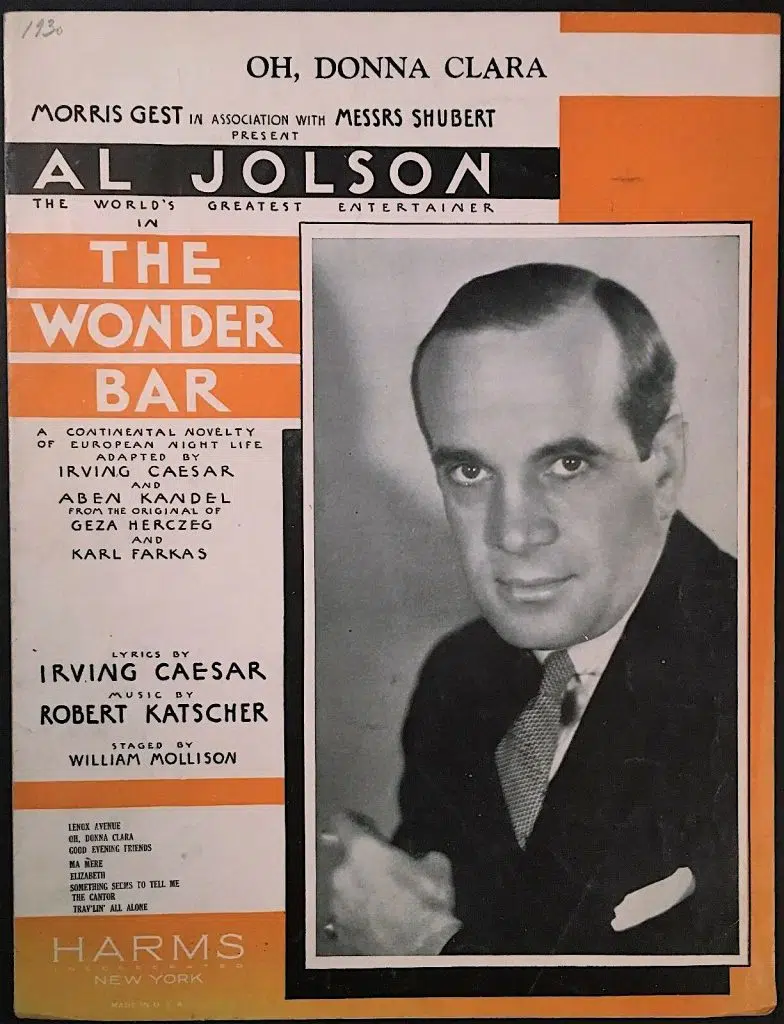 1930
OH, DONNA CLARA
MORRIS GEST IN ASSOCIATION WITH MESSRS SHUBERT
PRESENT
AL JOLSON
THE WORLD'S GREATEST ENTERTAINER
IN
THE
WONDER
BAR
A CONTINENTAL NOVELTY
OF EUROPEAN NIGHT LIFE
ADAPTED BY
IRVING CAESAR
AND
ABEN KANDEL
FROM THE ORIGINAL OF
GEZA HERCZEG
AND
KARL FARKAS
LYRICS BY
IRVING CAESAR
MUSIC BY
ROBERT KATSCHER
STAGED BY
WILLIAM MOLLISON
LENOX AVENUE
OH, DONNA CLARA
GOOD EVENING FRIENDS
MA MÈRE
ELIZABETH
SOMETHING SEEMS TO TELL ME
THE CANTOR
TRAV'LIN' ALL ALONE
HARMS
INCORPORATED
NEW YORK
MADE IN U.S.A.